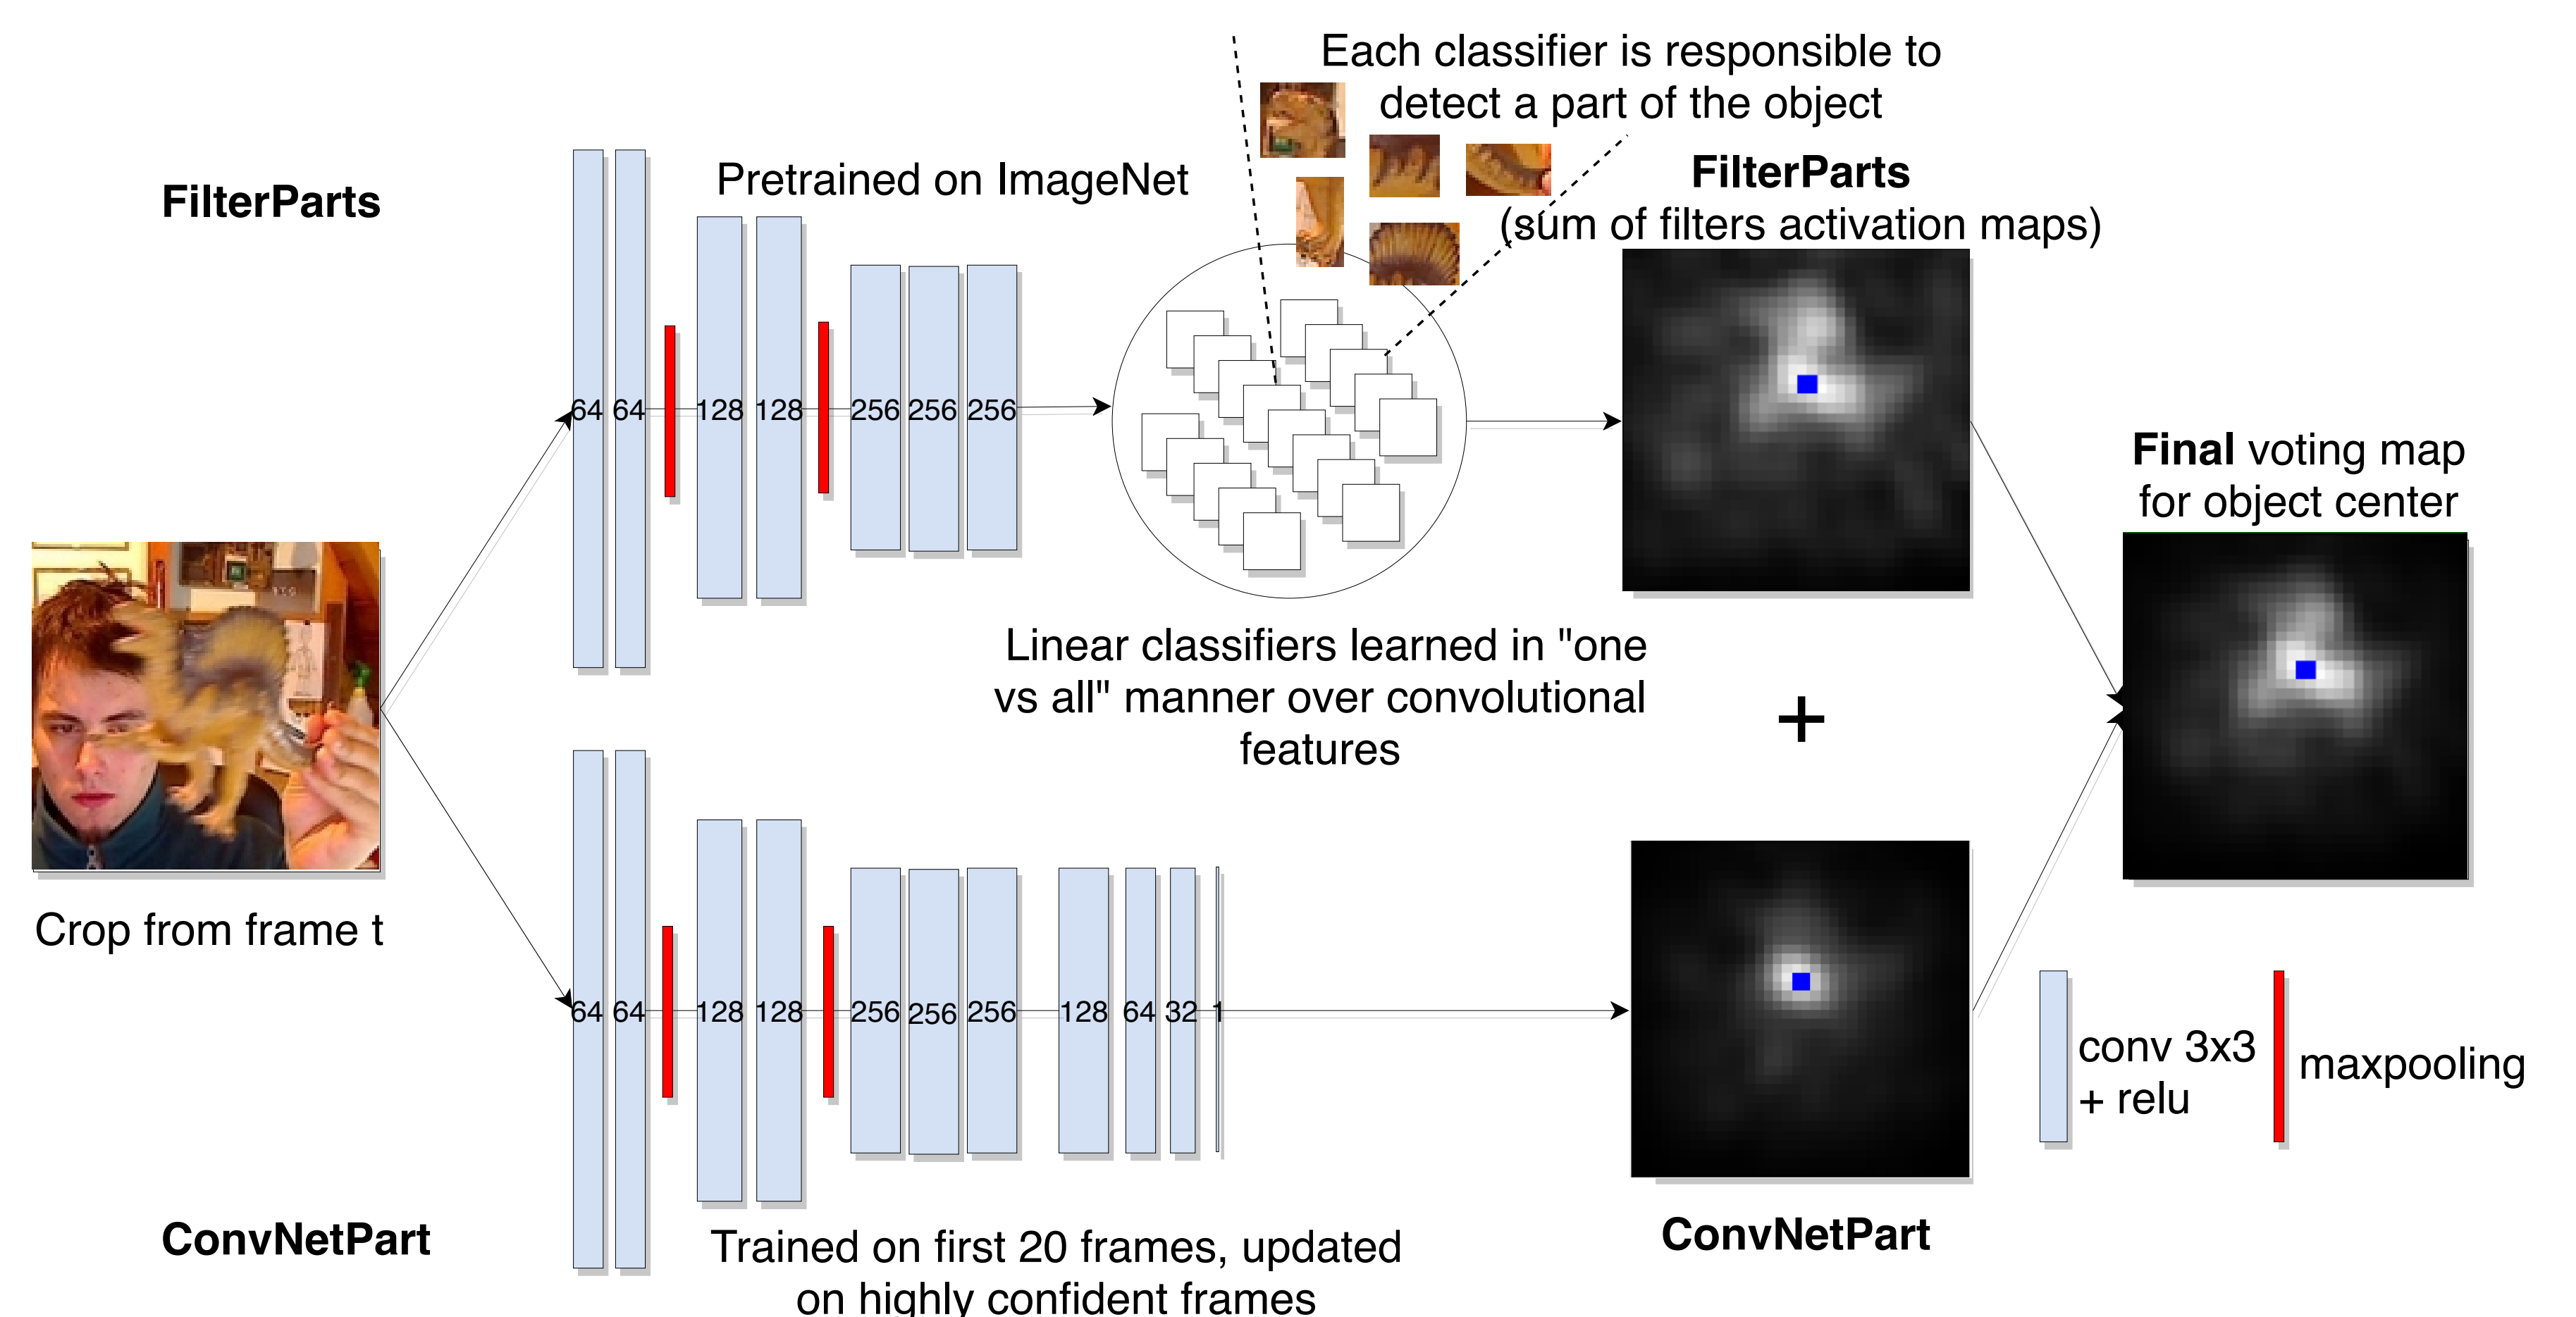 Each classifier is responsible to
detect a part of the object
FilterParts
Pretrained on ImageNet
FilterParts
(sum of filters activation maps)
64 64 128 128 256 256 256
Final voting map
for object center
Linear classifiers learned in "one
vs all" manner over convolutional
features
+
Crop from frame t
64 64 128 128 256 256 256 128 64 32 1
conv 3x3
+ relu
maxpooling
ConvNetPart
Trained on first 20 frames, updated
on highly confident frames
ConvNetPart